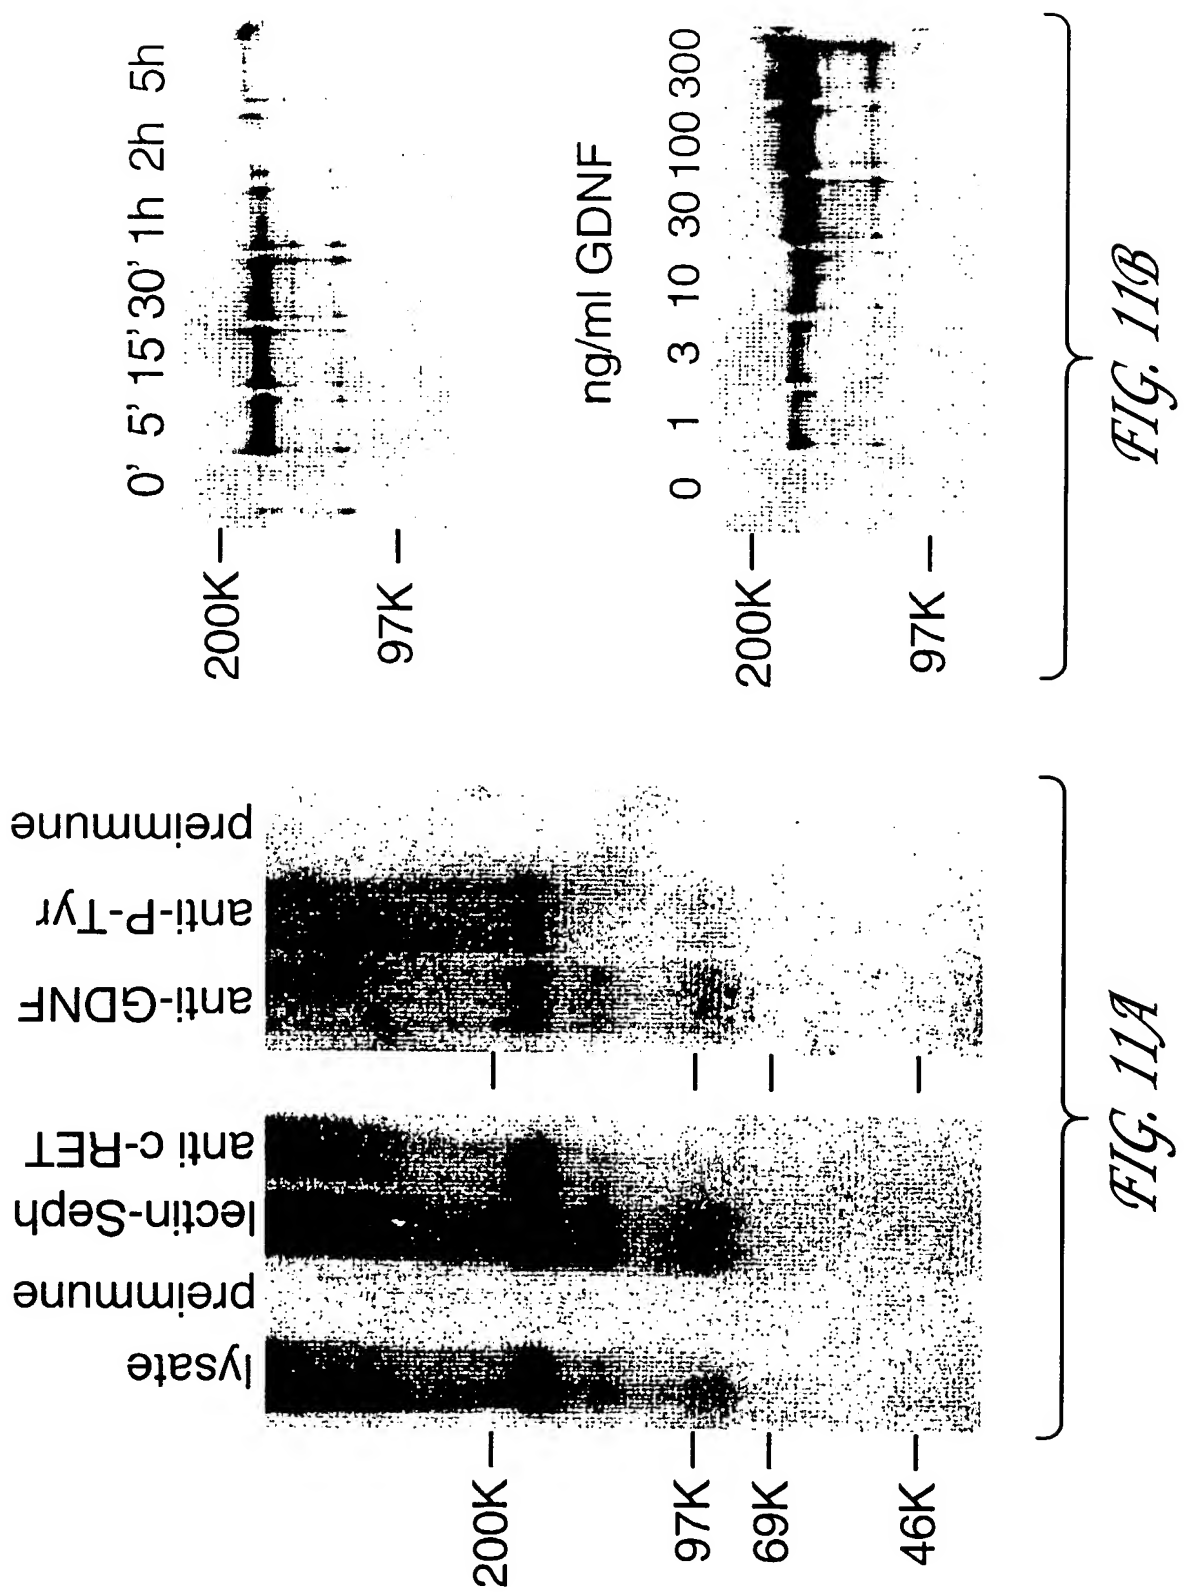 lysate
preimmune
lectin-Seph
anti c-RET
anti-GDNF
anti-P-Tyr
preimmune
200K
97K
69K
46K
FIG. 11A
0' 5' 15' 30' 1h 2h 5h
200K
97K
ng/ml GDNF
0 1 3 10 30 100 300
200K
97K
FIG. 11B